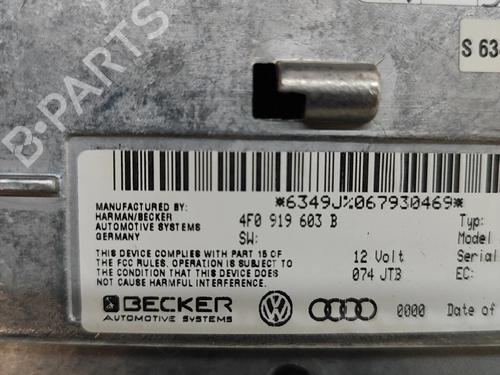 S 63
B-PARTS
*6349J%067930469*
MANUFACTURED BY:
HARMAN/BECKER
AUTOMOTIVE SYSTEMS
GERMANY
4F0 919 603 B
SW:
Typ:
Model
THIS DEVICE COMPLIES WITH PART 15 OF
THE FCC RULES. OPERATION IS SUBJECT TO
THE CONDITION THAT THIS DEVICE DOES
NOT CAUSE HARMFUL INTERFERENCE.
12 Volt
074 JTB
Serial
EC:
BECKER
AUTOMOTIVE SYSTEMS
0000 Date of